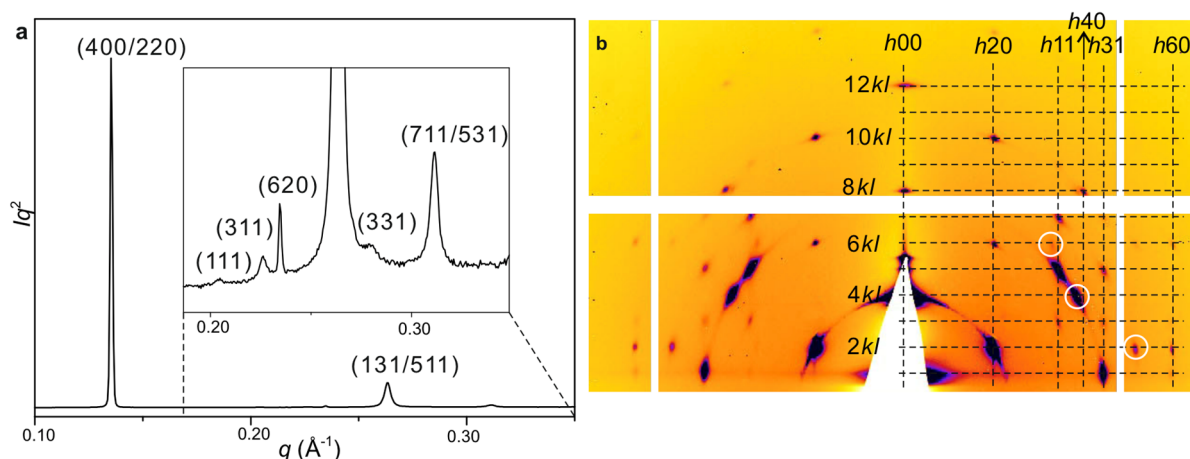 a
(400/220)
(111)
(311)
(620)
(331)
(711/531)
0.20
0.30
(131/511)
Iq²
0.10
0.20
0.30
q (Å⁻¹)
b
h00
h20
h11
h40
h31
h60
12kl
10kl
8kl
6kl
4kl
2kl